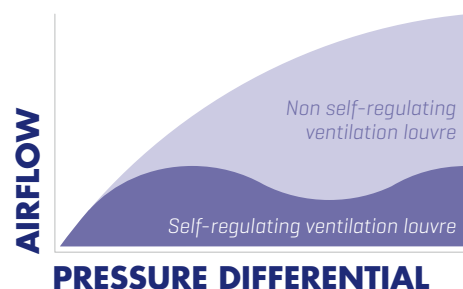 AIRFLOW
Non self-regulating
ventilation louvre
Self-regulating ventilation louvre
PRESSURE DIFFERENTIAL